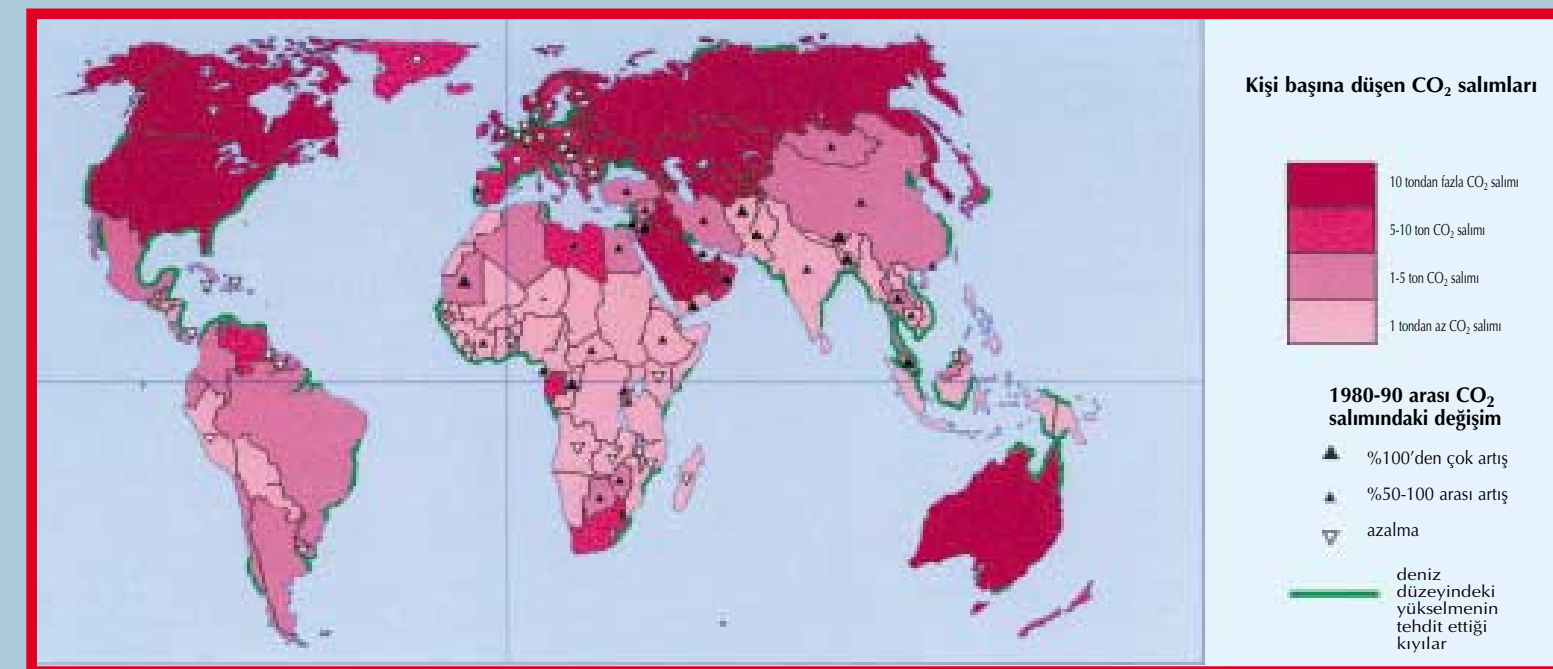 Kişi başına düşen CO₂ salımları
10 tondan fazla CO₂ salımı
5-10 ton CO₂ salımı
1-5 ton CO₂ salımı
1 tondan az CO₂ salımı
1980-90 arası CO₂
salımındaki değişim
%100'den çok artış
%50-100 arası artış
azalma
deniz
düzeyindeki
yükselmenin
tehdit ettiği
kıyılar